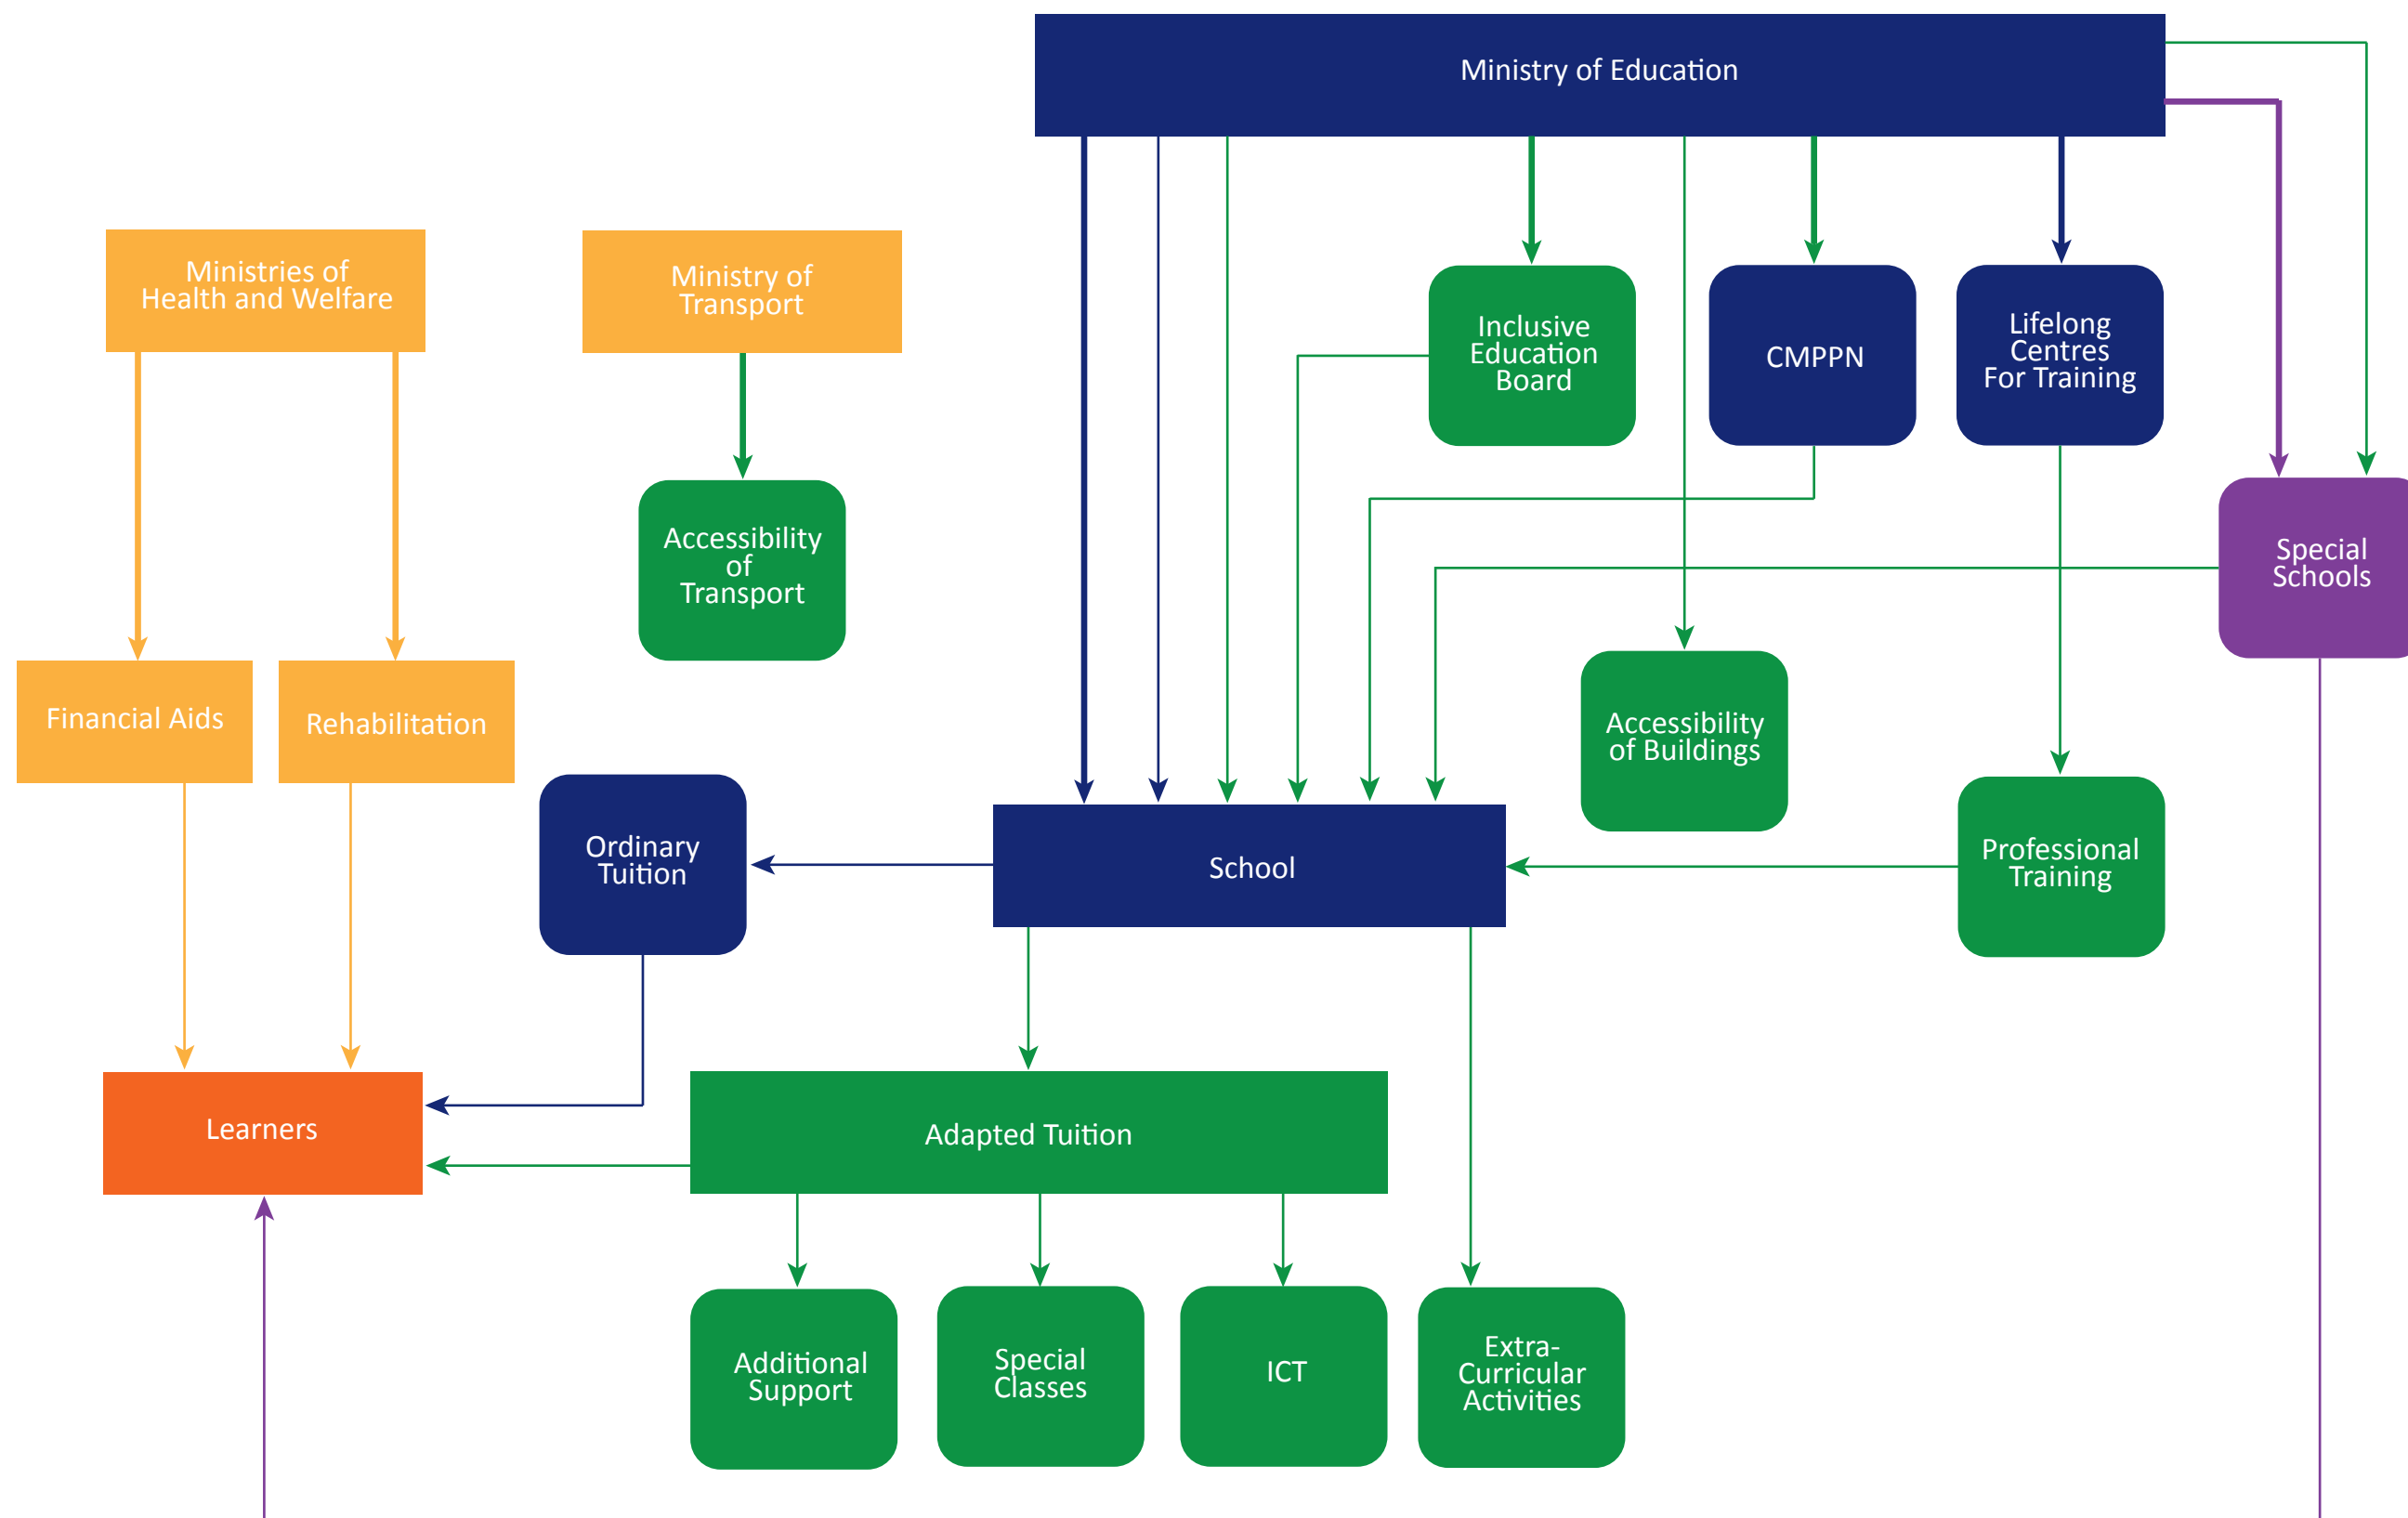 Ministry of Education
Ministries of
Health and Welfare
Ministry of
Transport
Inclusive
Education
Board
CMPPN
Lifelong
Centres
For Training
Accessibility
of
Transport
Special
Schools
Financial Aids
Rehabilitation
Accessibility
of Buildings
Ordinary
Tuition
School
Professional
Training
Learners
Adapted Tuition
Additional
Support
Special
Classes
ICT
Extra-
Curricular
Activities